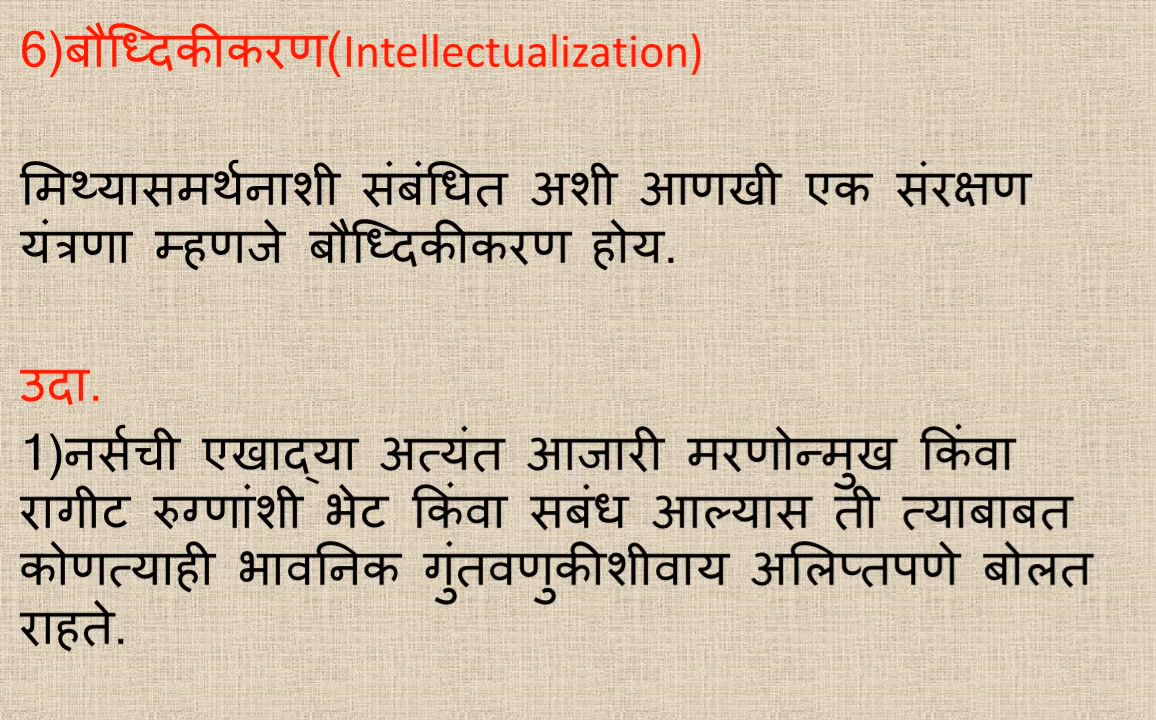 6)बौध्दिकीकरण(Intellectualization)
मिथ्यासमर्थनाशी संबंधित अशी आणखी एक संरक्षण
यंत्रणा म्हणजे बौध्दिकीकरण होय.
उदा.
1)नर्सची एखाद्‌या अत्यंत आजारी मरणोन्मुख किंवा
रागीट रुग्णांशी भेट किंवा सबंध आल्यास ती त्याबाबत
कोणत्याही भावनिक गुंतवणुकीशीवाय अलिप्तपणे बोलत
राहते.